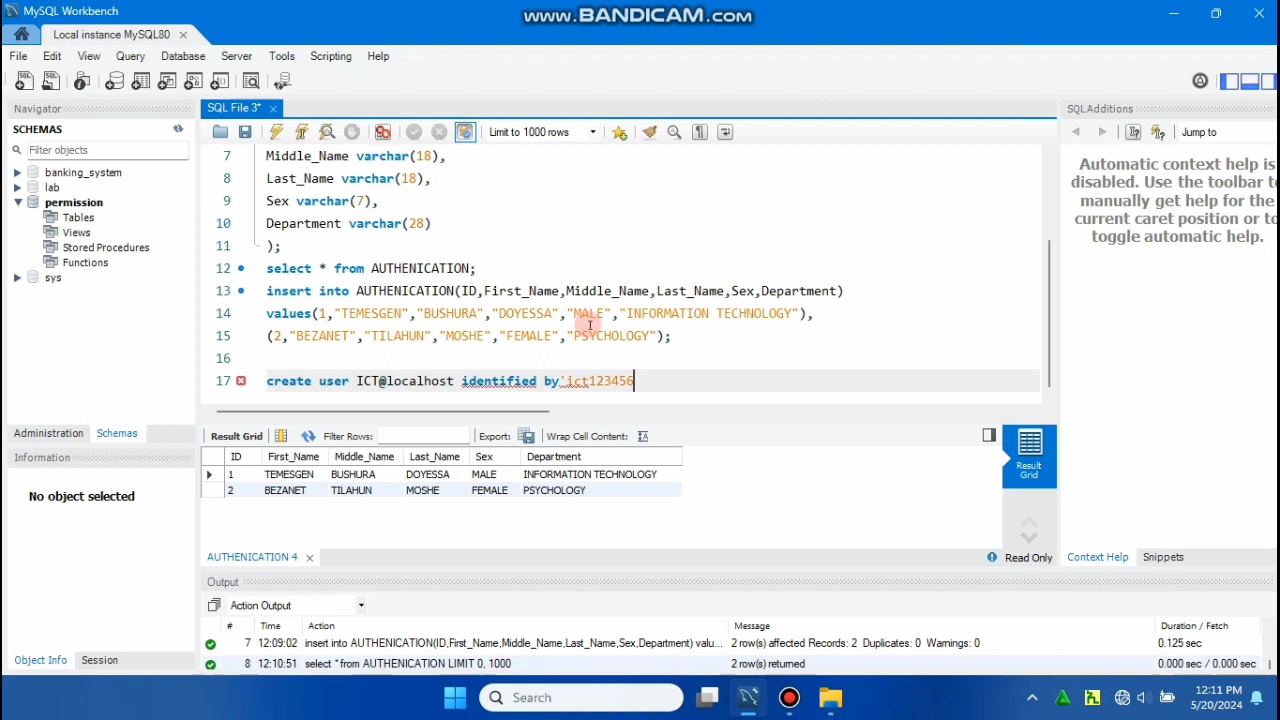 MySQL Workbench
www.BANDICAM.com
Local instance MySQL80
File Edit View Query Database Server Tools Scripting Help
Navigator
SQL File 3*
SQLAdditions
SCHEMAS
Limit to 1000 rows
Jump to
Filter objects
banking_system
lab
permission
Tables
Views
Stored Procedures
Functions
sys
7 Middle_Name varchar(18),
8 Last_Name varchar(18),
9 Sex varchar(7),
10 Department varchar(28)
11 );
12 select * from AUTHENICATION;
13 insert into AUTHENICATION(ID,First_Name,Middle_Name,Last_Name,Sex,Department)
14 values(1,"TEMESGEN","BUSHURA","DOYESSA","MALE","INFORMATION TECHNOLOGY"),
15 (2,"BEZANET","TILAHUN","MOSHE","FEMALE","PSYCHOLOGY");
16
17 create user ICT@localhost identified by'ict123456
Automatic context help is
disabled. Use the toolbar to
manually get help for the
current caret position or to
toggle automatic help.
Administration Schemas
Information
No object selected
Result Grid Filter Rows: Export: Wrap Cell Content:
ID First_Name Middle_Name Last_Name Sex Department
1 TEMESGEN BUSHURA DOYESSA MALE INFORMATION TECHNOLOGY
2 BEZANET TILAHUN MOSHE FEMALE PSYCHOLOGY
Result
Grid
AUTHENICATION 4
Read Only
Context Help Snippets
Output
Action Output
# Time Action Message Duration / Fetch
7 12:09:02 insert into AUTHENICATION(ID,First_Name,Middle_Name,Last_Name,Sex,Department) valu... 2 row(s) affected Records: 2 Duplicates: 0 Warnings: 0 0.125 sec
8 12:10:51 select * from AUTHENICATION LIMIT 0, 1000 2 row(s) returned 0.000 sec / 0.000 sec
Object Info Session
Search
12:11 PM
5/20/2024